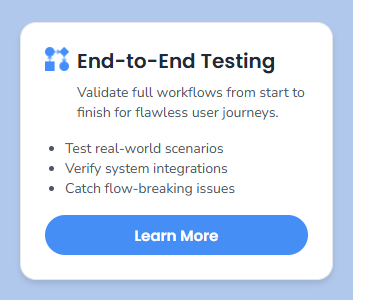 End-to-End Testing
Validate full workflows from start to
finish for flawless user journeys.
Test real-world scenarios
Verify system integrations
Catch flow-breaking issues
Learn More